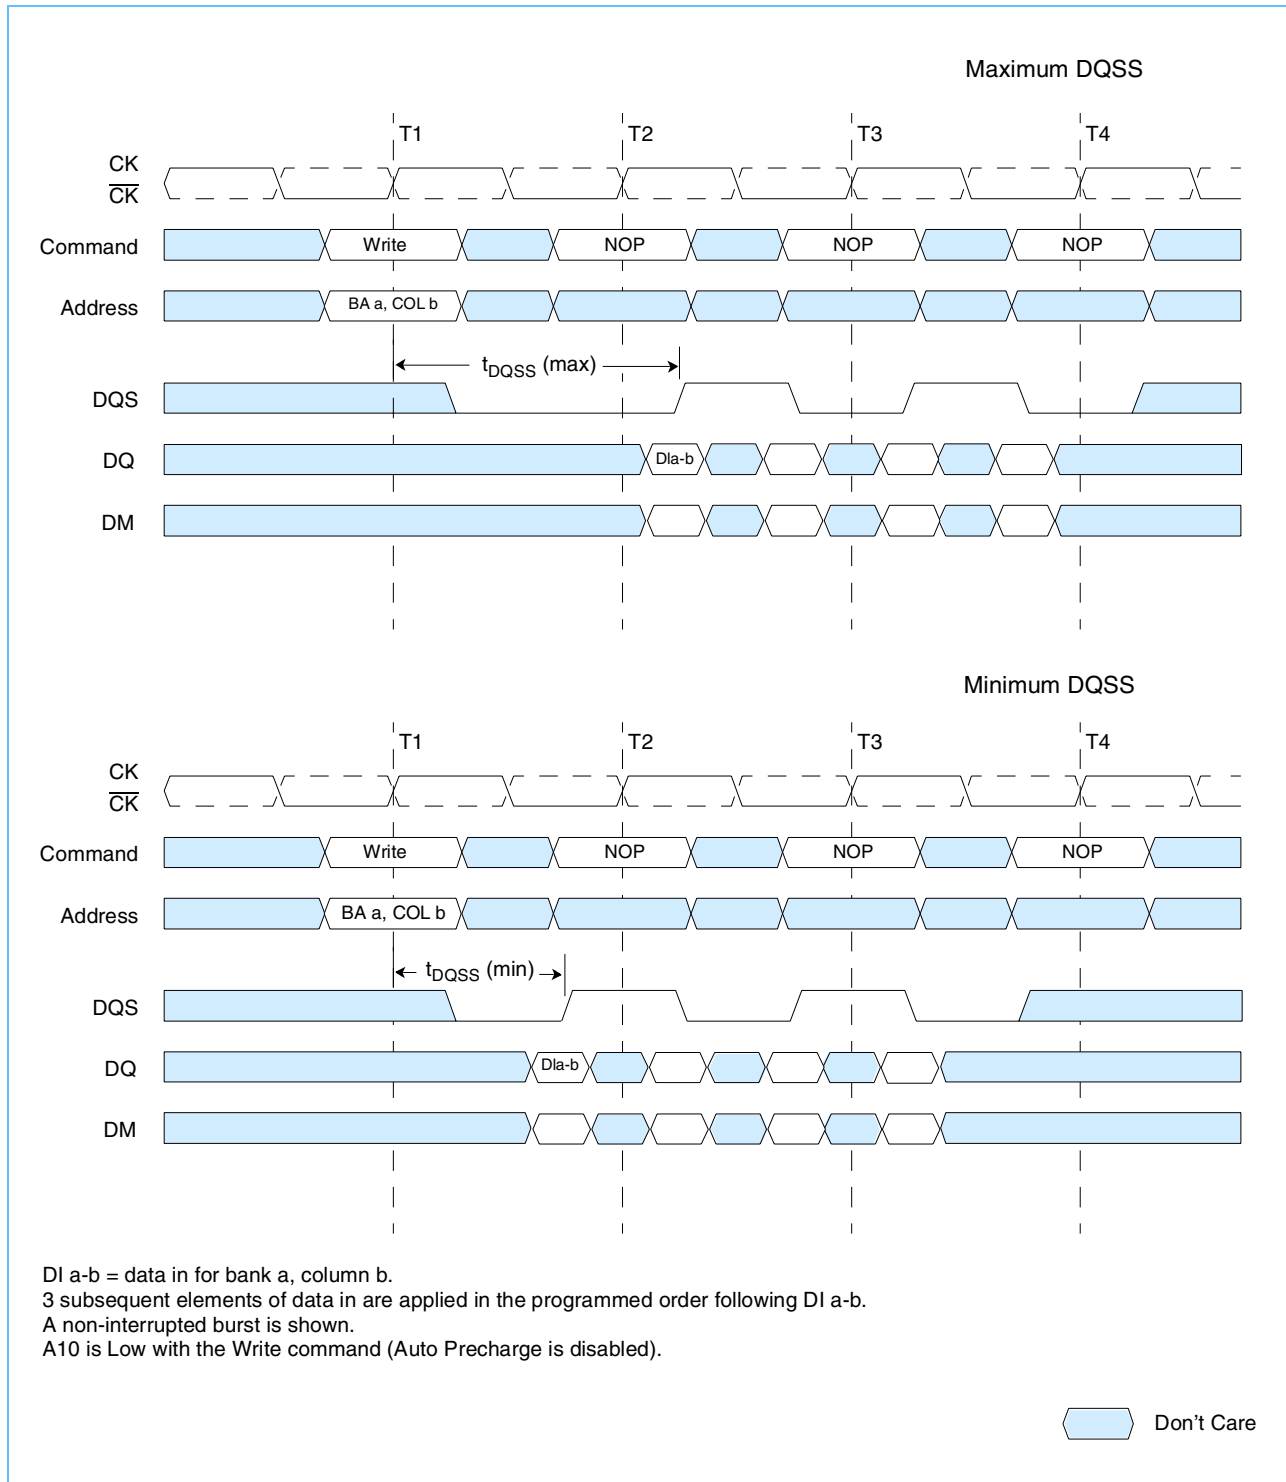 Maximum DQSS
T1 T2 T3 T4
CK
CK
Command Write NOP NOP NOP
Address BA a, COL b
tDQSS (max)
DQS
DQ DIa-b
DM
Minimum DQSS
T1 T2 T3 T4
CK
CK
Command Write NOP NOP NOP
Address BA a, COL b
tDQSS (min)
DQS
DQ DIa-b
DM
DI a-b = data in for bank a, column b.
3 subsequent elements of data in are applied in the programmed order following DI a-b.
A non-interrupted burst is shown.
A10 is Low with the Write command (Auto Precharge is disabled).
Don't Care